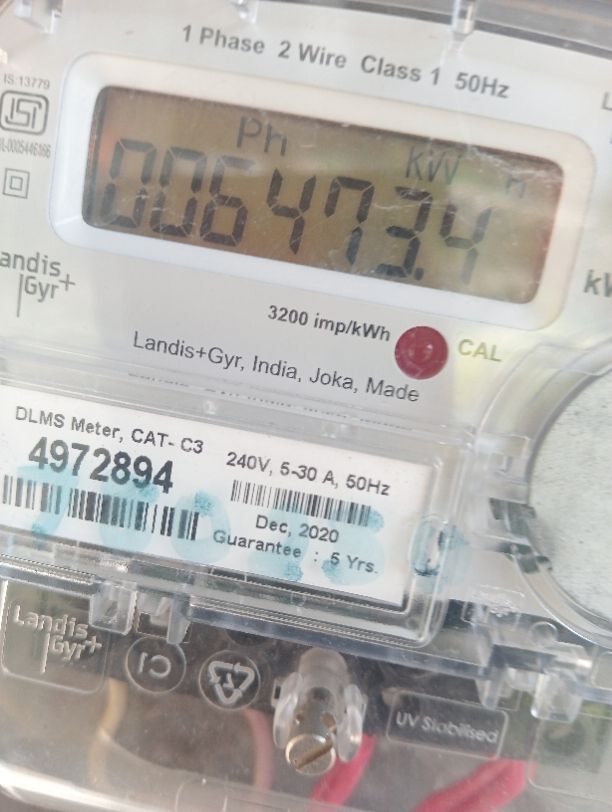 1 Phase 2 Wire Class 1 50Hz
IS:13779
ISI
Ph
kW h
006473.4
Landis
Gyr+
3200 imp/kWh
CAL
Landis+Gyr, India, Joka, Made
DLMS Meter, CAT- C3
4972894
240V, 5-30 A, 50Hz
Dec, 2020
Guarantee : 5 Yrs.
Landis
Gyr+
UV Stabilised